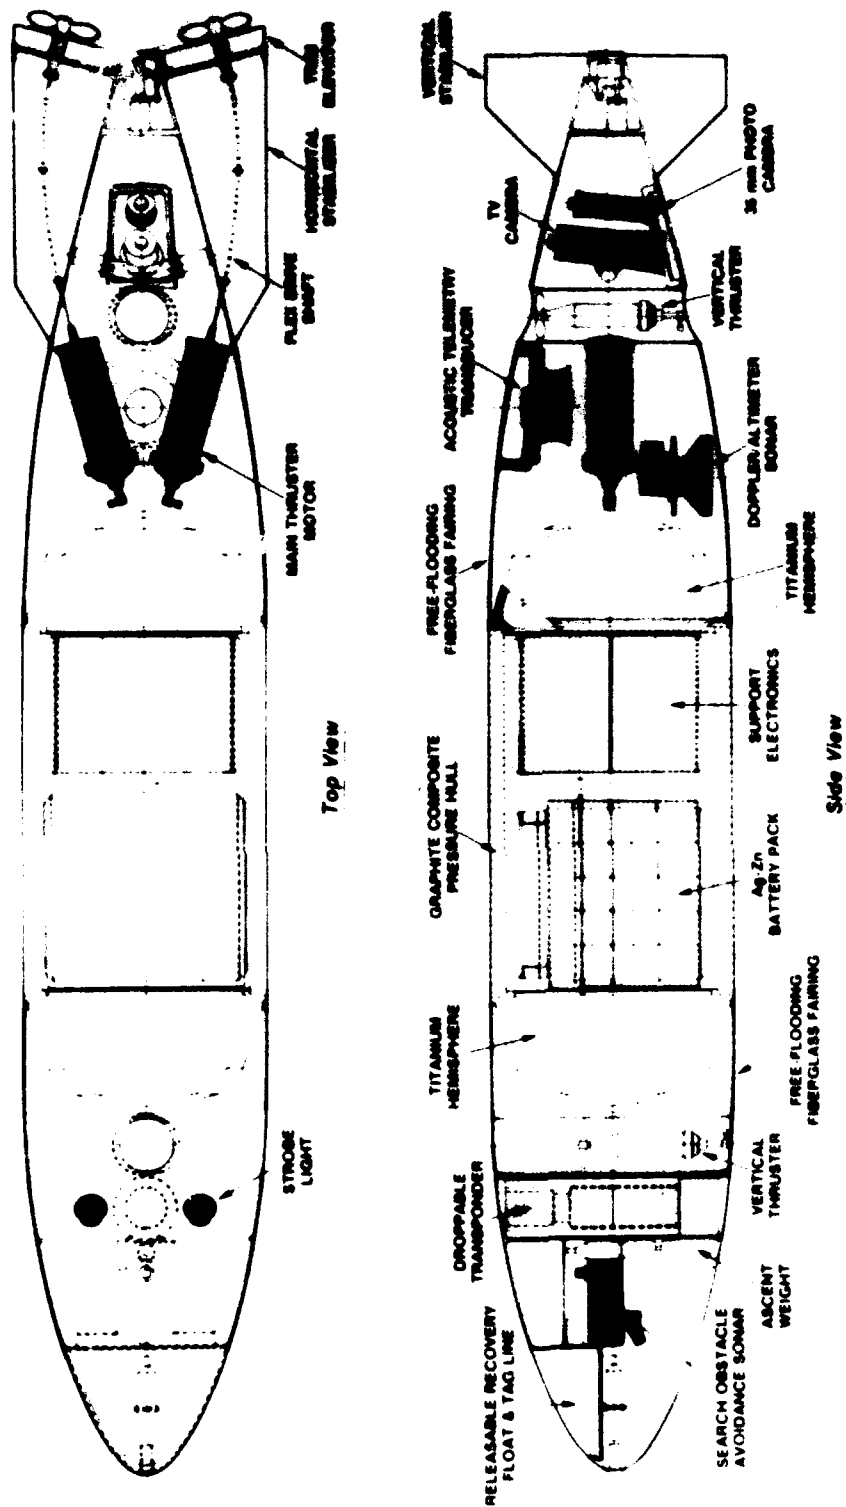 TRIM
ELEVATOR
HORIZONTAL
STABILIZER
FLEX DRIVE
SHAFT
MAIN THRUSTER
MOTOR
STROBE
LIGHT
Top View
VERTICAL
STABILIZER
TV
CAMERA
35 mm PHOTO
CAMERA
VERTICAL
THRUSTER
ACOUSTIC TELEMETRY
TRANSDUCER
DOPPLER/ALTIMETER
SONAR
FREE-FLOODING
FIBERGLASS FAIRING
TITANIUM
HEMISPHERE
SUPPORT
ELECTRONICS
GRAPHITE COMPOSITE
PRESSURE HULL
Ag-Zn
BATTERY PACK
TITANIUM
HEMISPHERE
FREE-FLOODING
FIBERGLASS FAIRING
VERTICAL
THRUSTER
DROPPABLE
TRANSPONDER
ASCENT
WEIGHT
RELEASABLE RECOVERY
FLOAT & TAG LINE
SEARCH OBSTACLE
AVOIDANCE SONAR
Side View